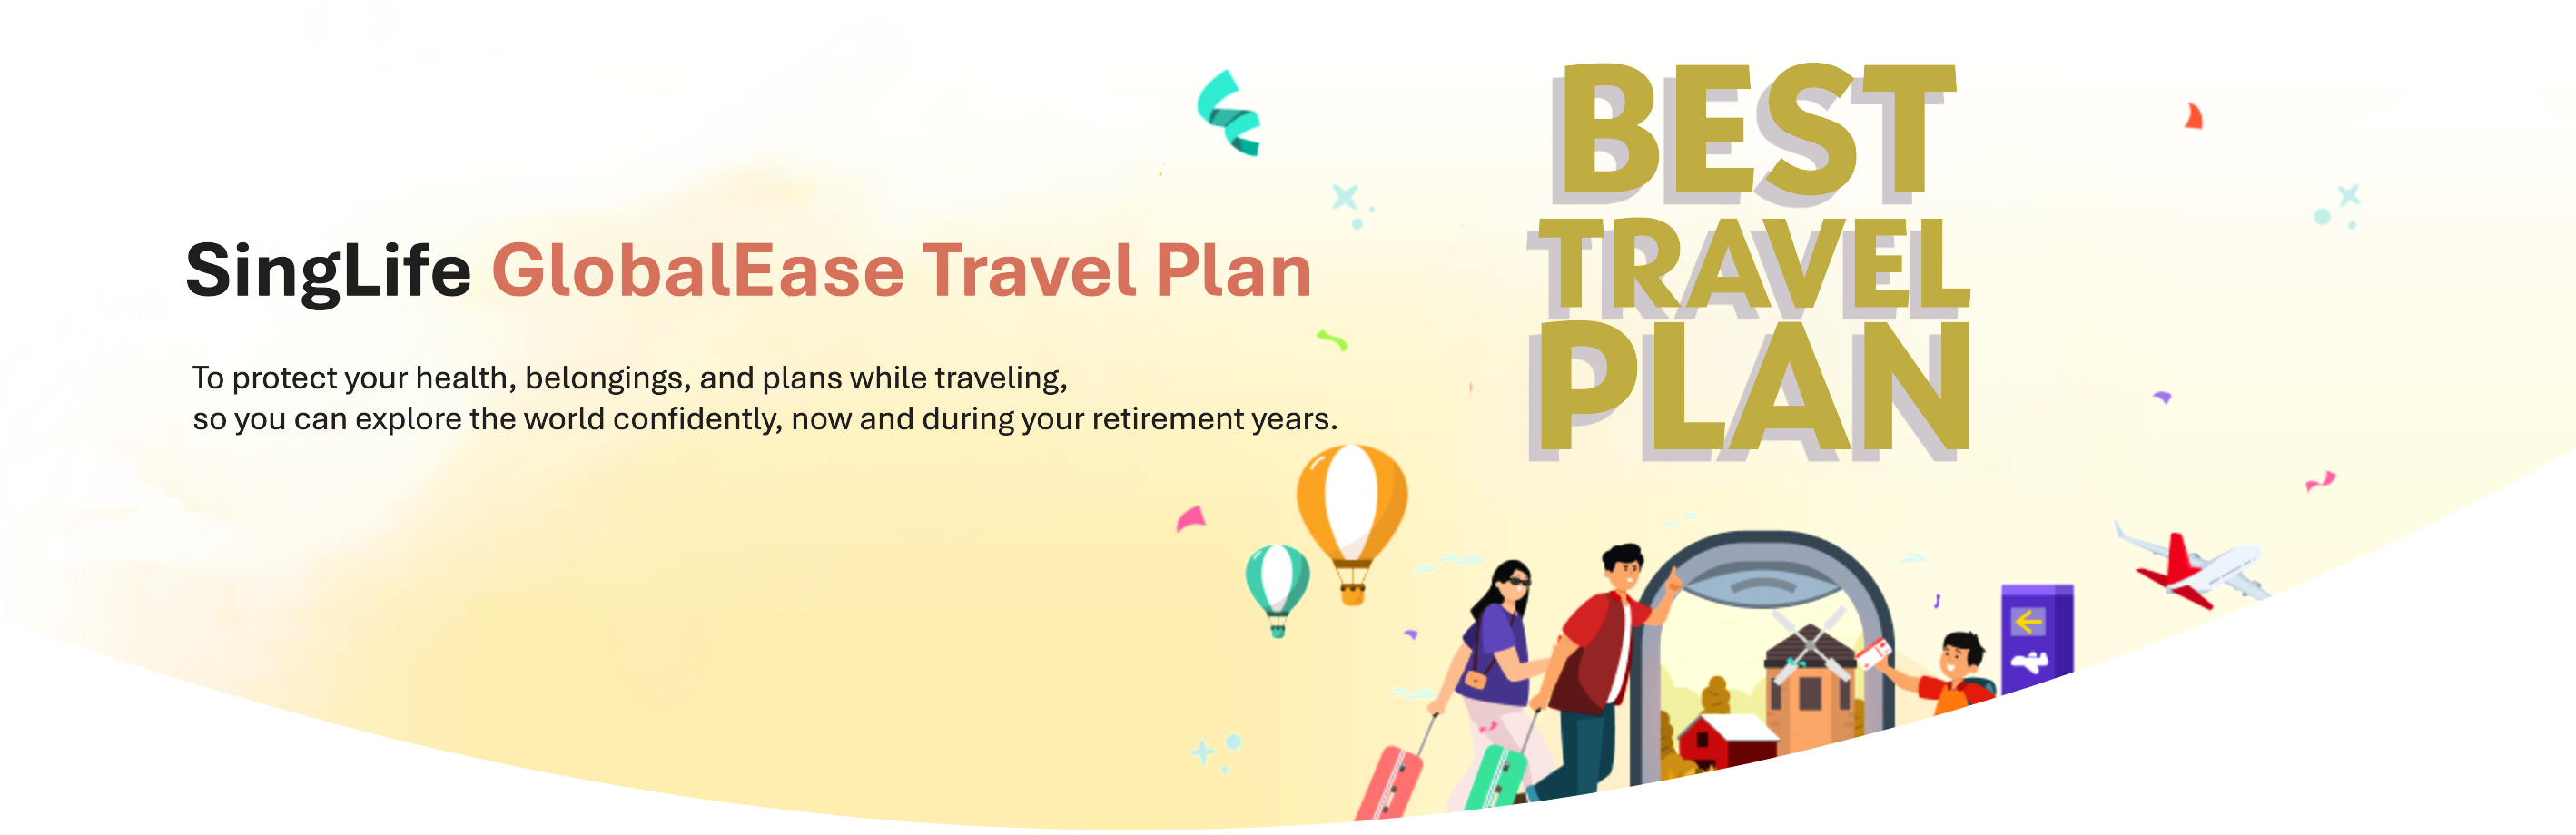 SingLife GlobalEase Travel Plan
To protect your health, belongings, and plans while traveling,
so you can explore the world confidently, now and during your retirement years.
BEST
TRAVEL
PLAN